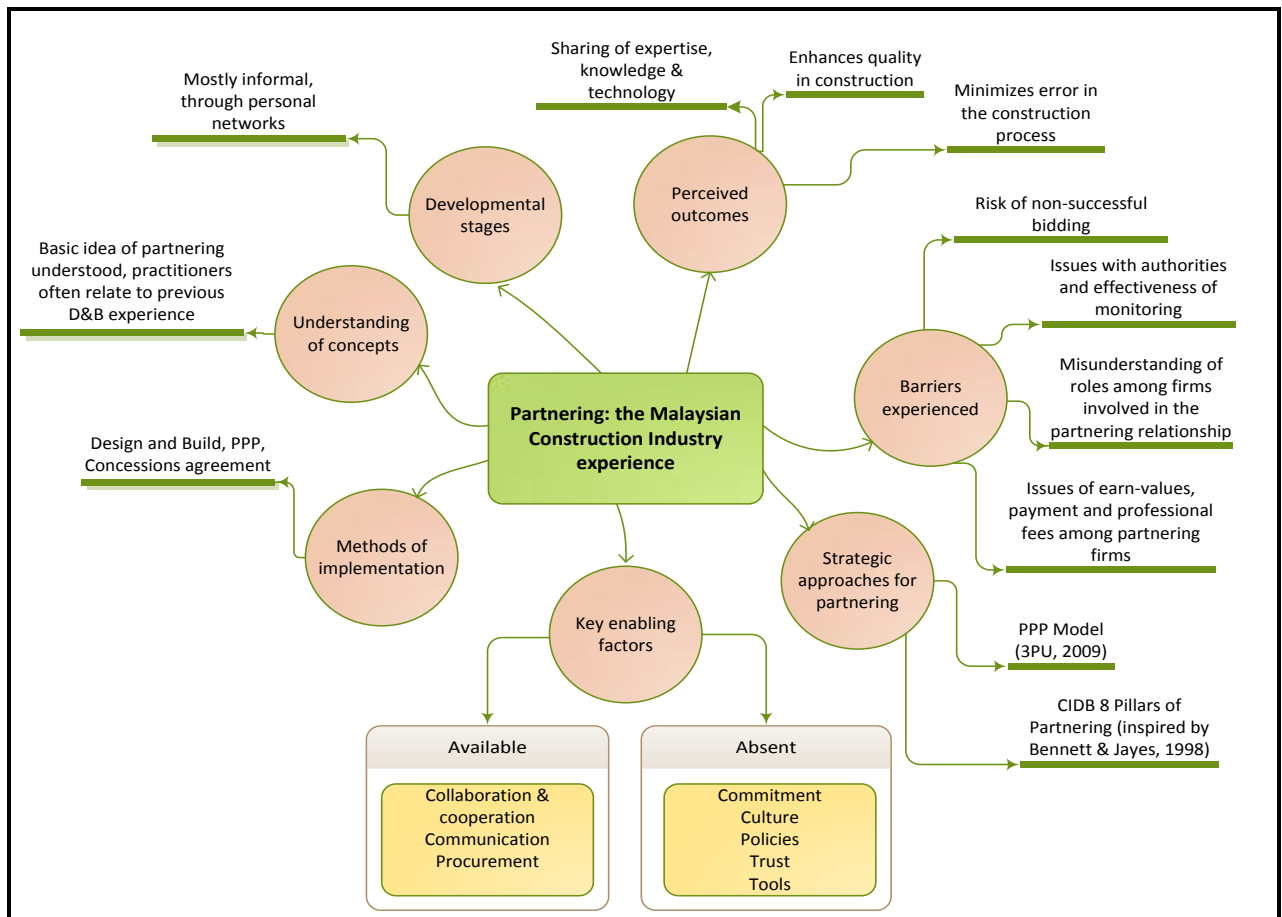 Sharing of expertise,
knowledge &
technology
Enhances quality
in construction
Minimizes error in
the construction
process
Mostly informal,
through personal
networks
Developmental
stages
Perceived
outcomes
Risk of non-successful
bidding
Issues with authorities
and effectiveness of
monitoring
Misunderstanding of
roles among firms
involved in the
partnering relationship
Issues of earn-values,
payment and professional
fees among partnering
firms
Barriers
experienced
Basic idea of partnering
understood, practitioners
often relate to previous
D&B experience
Understanding
of concepts
Partnering: the Malaysian
Construction Industry
experience
Design and Build, PPP,
Concessions agreement
Methods of
implementation
Strategic
approaches for
partnering
PPP Model
(3PU, 2009)
CIDB 8 Pillars of
Partnering (inspired by
Bennett & Jayes, 1998)
Key enabling
factors
Available
Collaboration &
cooperation
Communication
Procurement
Absent
Commitment
Culture
Policies
Trust
Tools